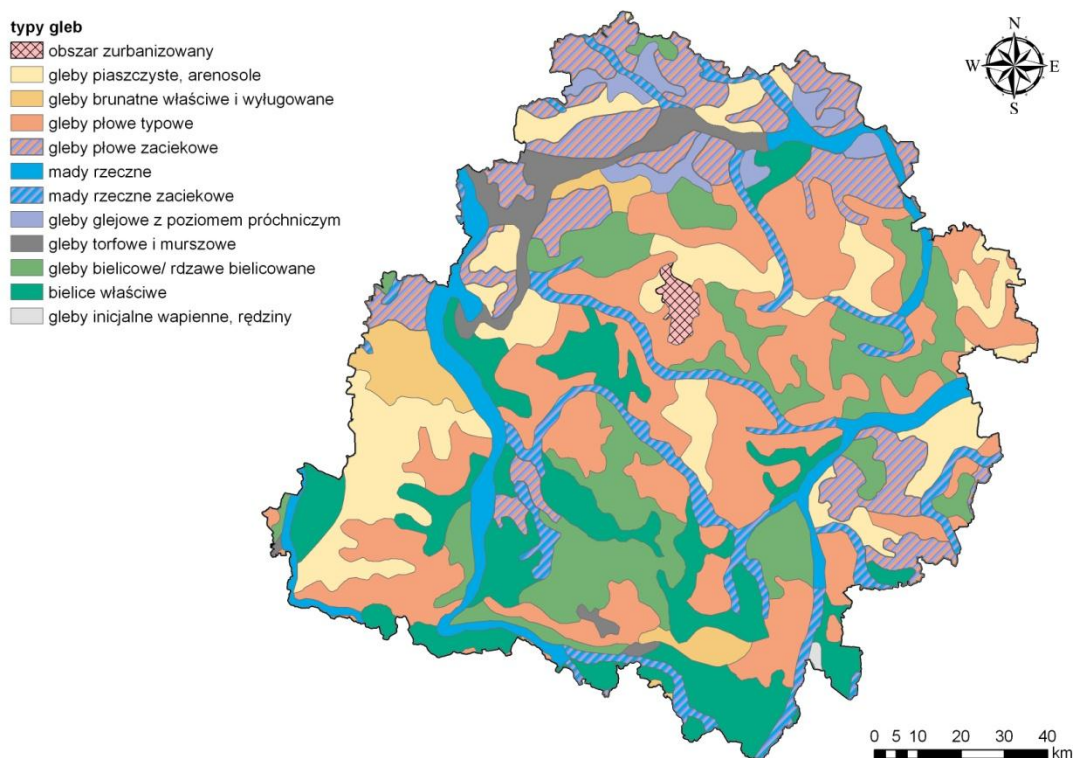 typy gleb
obszar zurbanizowany
gleby piaszczyste, arenosole
gleby brunatne właściwe i wyługowane
gleby płowe typowe
gleby płowe zaciekowe
mady rzeczne
mady rzeczne zaciekowe
gleby glejowe z poziomem próchniczym
gleby torfowe i murszowe
gleby bielicowe/ rdzawe bielicowane
bielice właściwe
gleby inicjalne wapienne, rędziny
N
W E
S
0 5 10 20 30 40
km